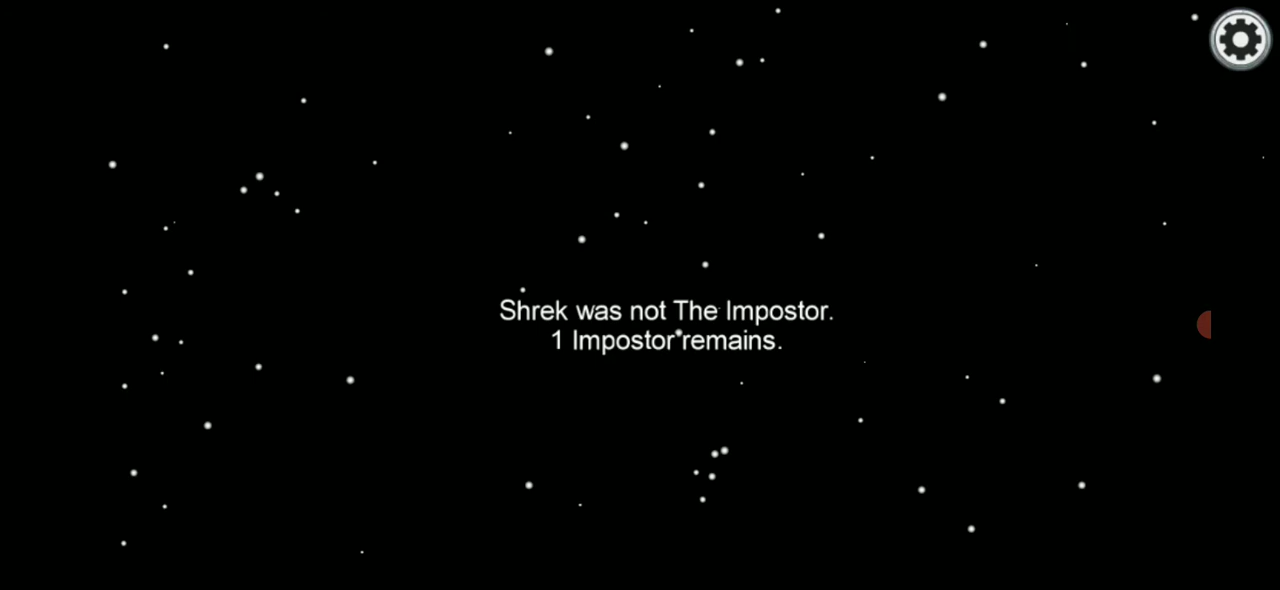 Shrek was not The Impostor.
1 Impostor remains.